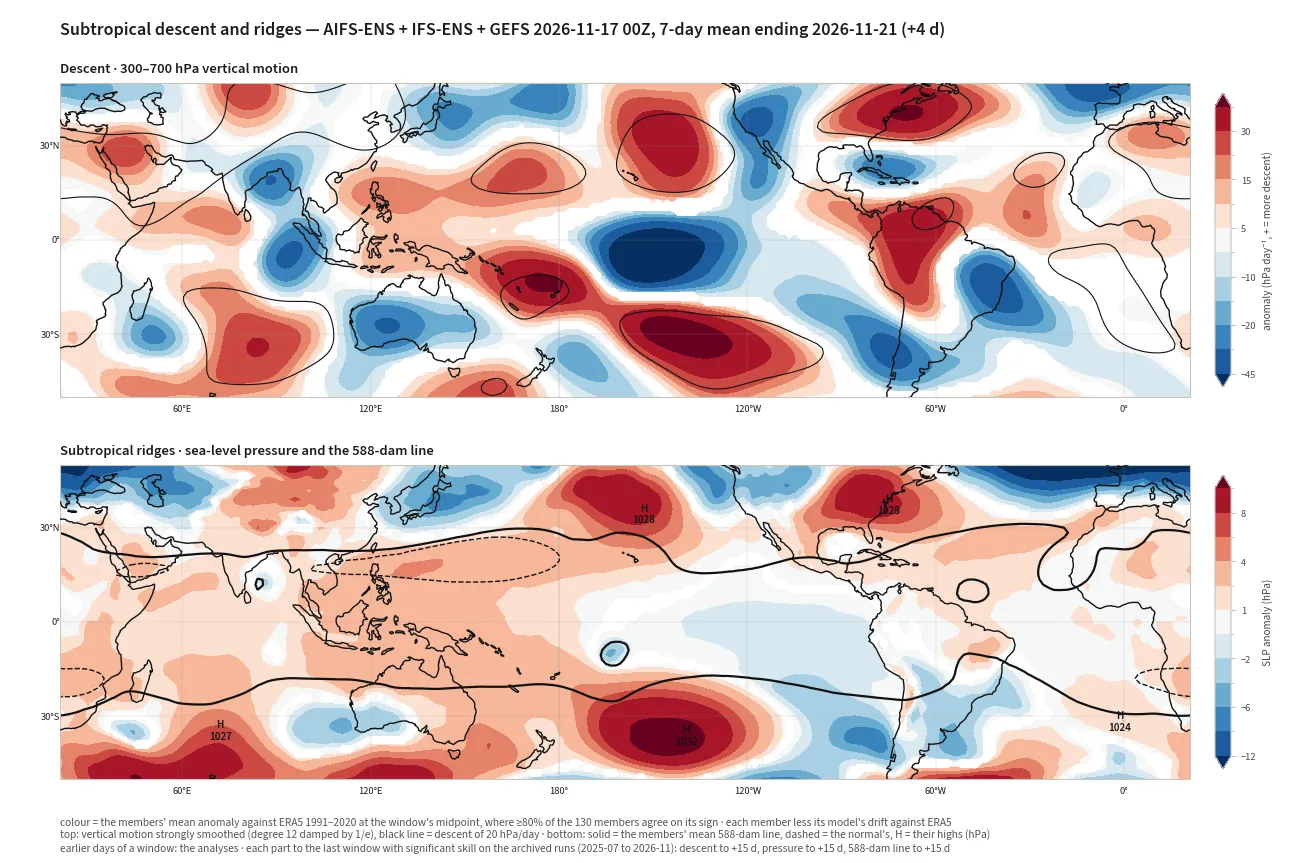 Subtropical descent and ridges — AIFS-ENS + IFS-ENS + GEFS 2026-11-17 00Z, 7-day mean ending 2026-11-21 (+4 d)
Descent · 300–700 hPa vertical motion
30°N
0°
30°S
60°E
120°E
180°
120°W
60°W
0°
30
15
5
−10
−20
−45
anomaly (hPa day⁻¹, + = more descent)
Subtropical ridges · sea-level pressure and the 588-dam line
30°N
0°
30°S
H
1028
H
1028
H
1027
H
1032
H
1024
60°E
120°E
180°
120°W
60°W
0°
8
4
1
−2
−6
−12
SLP anomaly (hPa)
colour = the members' mean anomaly against ERA5 1991–2020 at the window's midpoint, where ≥80% of the 130 members agree on its sign · each member less its model's drift against ERA5
top: vertical motion strongly smoothed (degree 12 damped by 1/e), black line = descent of 20 hPa/day · bottom: solid = the members' mean 588-dam line, dashed = the normal's, H = their highs (hPa)
earlier days of a window: the analyses · each part to the last window with significant skill on the archived runs (2025-07 to 2026-11): descent to +15 d, pressure to +15 d, 588-dam line to +15 d